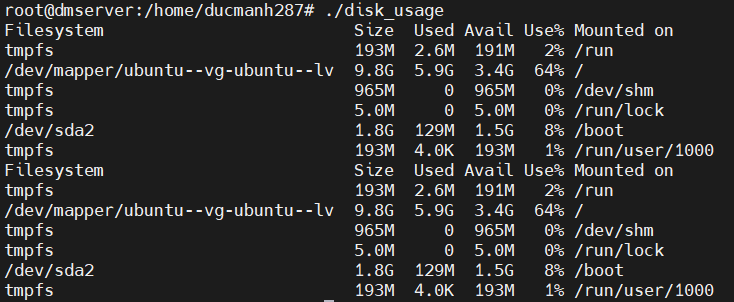 root@dmserver:/home/ducmanh287# ./disk_usage
Filesystem                         Size  Used Avail Use% Mounted on
tmpfs                              193M  2.6M  191M   2% /run
/dev/mapper/ubuntu--vg-ubuntu--lv  9.8G  5.9G  3.4G  64% /
tmpfs                              965M     0  965M   0% /dev/shm
tmpfs                              5.0M     0  5.0M   0% /run/lock
/dev/sda2                          1.8G  129M  1.5G   8% /boot
tmpfs                              193M  4.0K  193M   1% /run/user/1000
Filesystem                         Size  Used Avail Use% Mounted on
tmpfs                              193M  2.6M  191M   2% /run
/dev/mapper/ubuntu--vg-ubuntu--lv  9.8G  5.9G  3.4G  64% /
tmpfs                              965M     0  965M   0% /dev/shm
tmpfs                              5.0M     0  5.0M   0% /run/lock
/dev/sda2                          1.8G  129M  1.5G   8% /boot
tmpfs                              193M  4.0K  193M   1% /run/user/1000